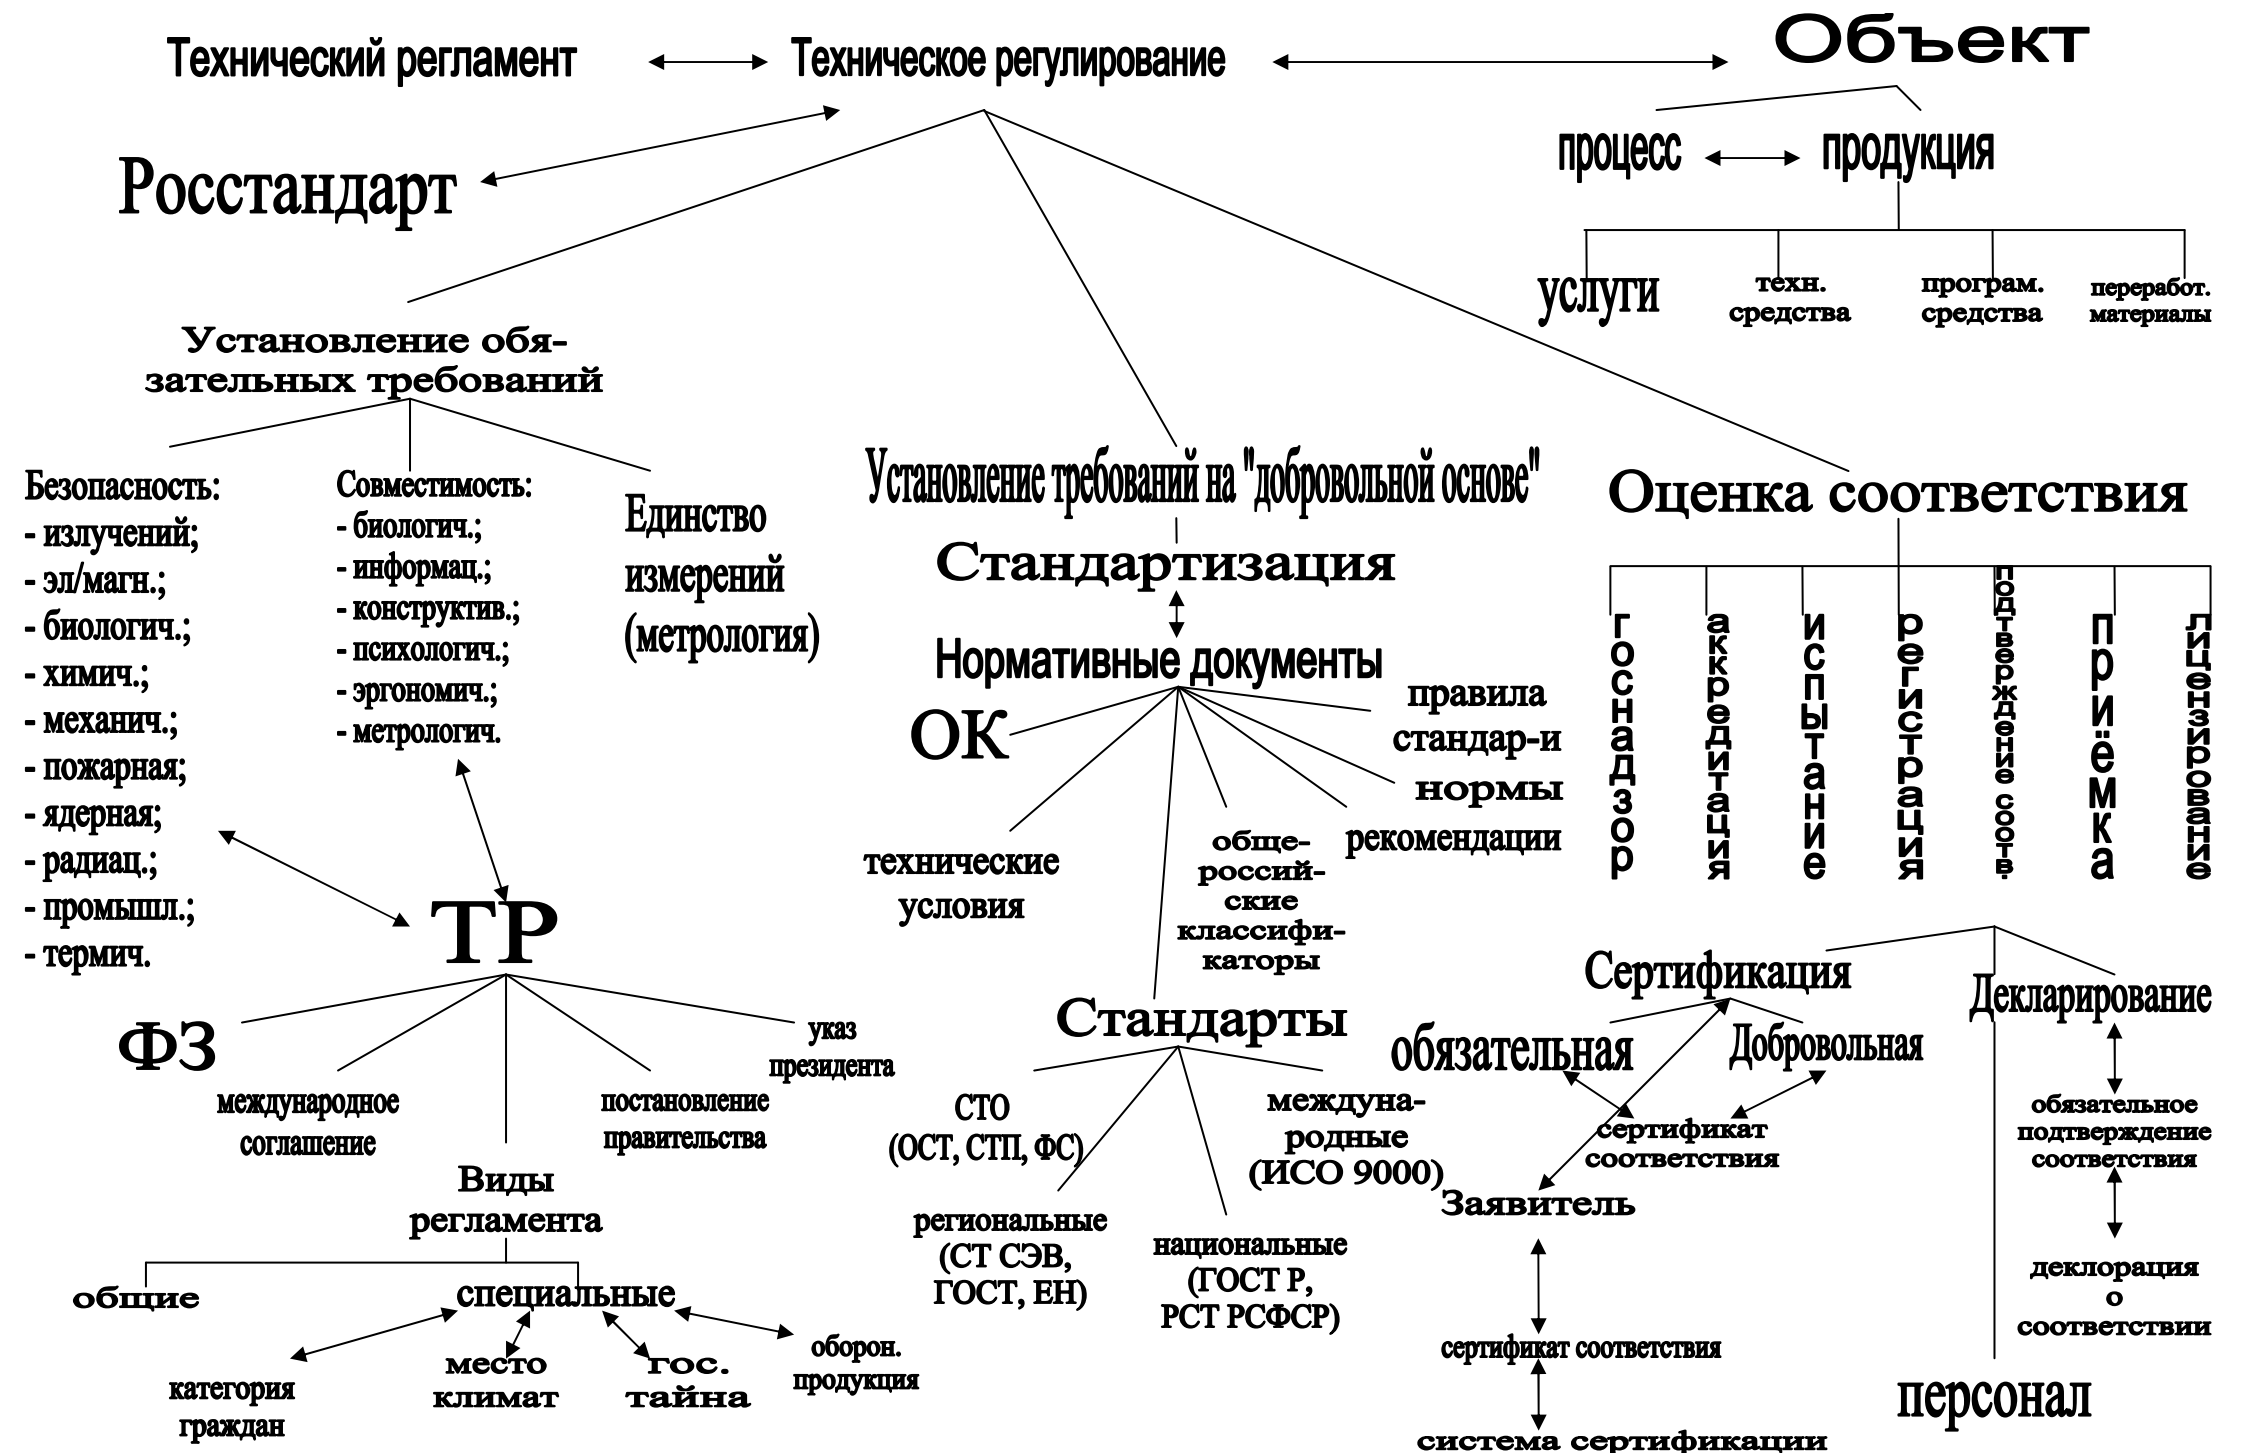 Технический регламент
Техническое регулирование
Объект
Росстандарт
процесс
продукция
услуги
техн.
средства
програм.
средства
переработ.
материалы
Установление обя-
зательных требований
Безопасность:
- излучений;
- эл/магн.;
- биологич.;
- химич.;
- механич.;
- пожарная;
- ядерная;
- радиац.;
- промышл.;
- термич.
Совместимость:
- биологич.;
- информац.;
- конструктив.;
- психологич.;
- эргономич.;
- метрологич.
Единство
измерений
(метрология)
ТР
ФЗ
международное
соглашение
Виды
регламента
постановление
правительства
указ
президента
общие
специальные
категория
граждан
место
климат
гос.
тайна
оборон.
продукция
Установление требований на "добровольной основе"
Стандартизация
Нормативные документы
ОК
технические
условия
обще-
россий-
ские
классифи-
каторы
правила
стандар-и
нормы
рекомендации
Стандарты
СТО
(ОСТ, СТП, ФС)
региональные
(СТ СЭВ,
ГОСТ, ЕН)
национальные
(ГОСТ Р,
РСТ РСФСР)
междуна-
родные
(ИСО 9000)
Оценка соответствия
госнадзор
аккредитация
испытание
регистрация
подтверждение соотв.
приёмка
лицензирование
Сертификация
обязательная
Добровольная
сертификат
соответствия
Заявитель
сертификат соответствия
система сертификации
Декларирование
обязательное
подтверждение
соответствия
деклорация
о
соответствии
персонал